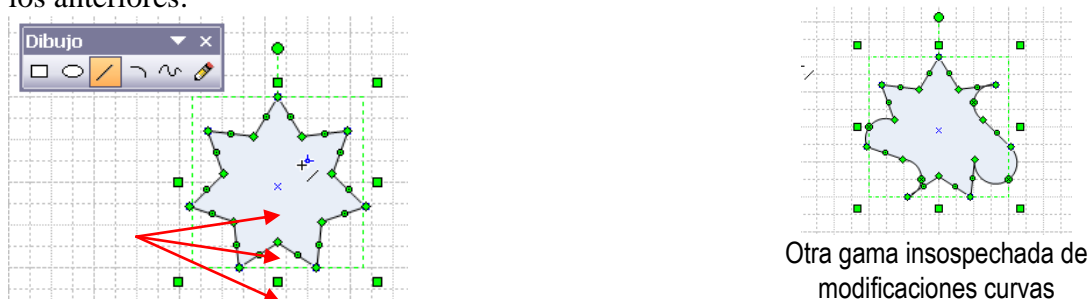 los anteriores:
Dibujo
Otra gama insospechada de
modificaciones curvas